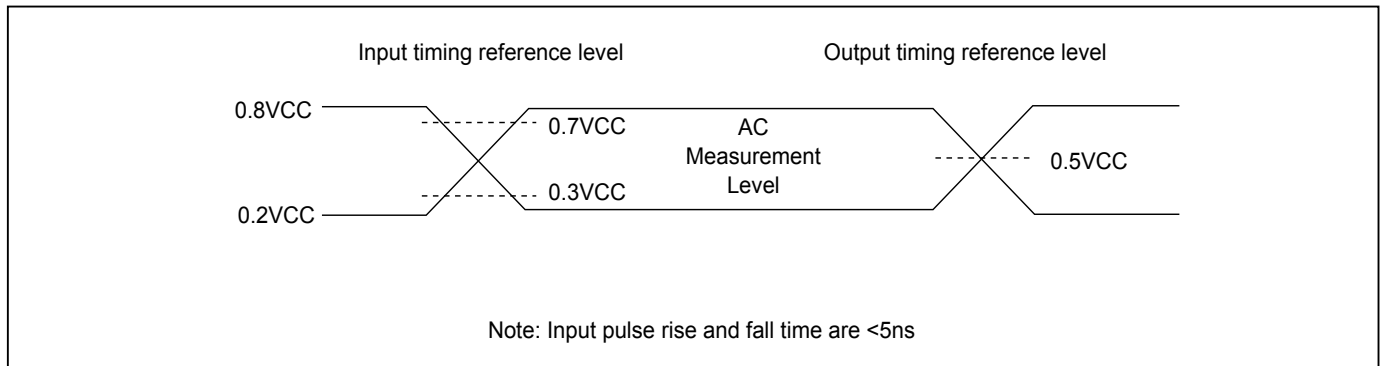 Input timing reference level
Output timing reference level
0.8VCC
0.7VCC
AC
Measurement
Level
0.5VCC
0.3VCC
0.2VCC
Note: Input pulse rise and fall time are <5ns